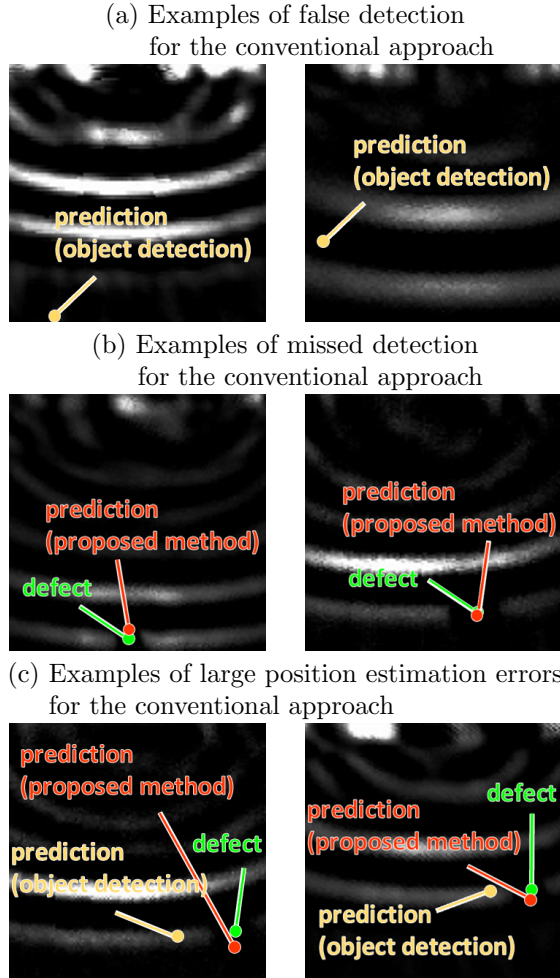 (a) Examples of false detection
for the conventional approach
prediction
(object detection)
prediction
(object detection)
(b) Examples of missed detection
for the conventional approach
prediction
(proposed method)
defect
prediction
(proposed method)
defect
(c) Examples of large position estimation errors
for the conventional approach
prediction
(proposed method)
defect
prediction
(object detection)
defect
prediction
(proposed method)
prediction
(object detection)